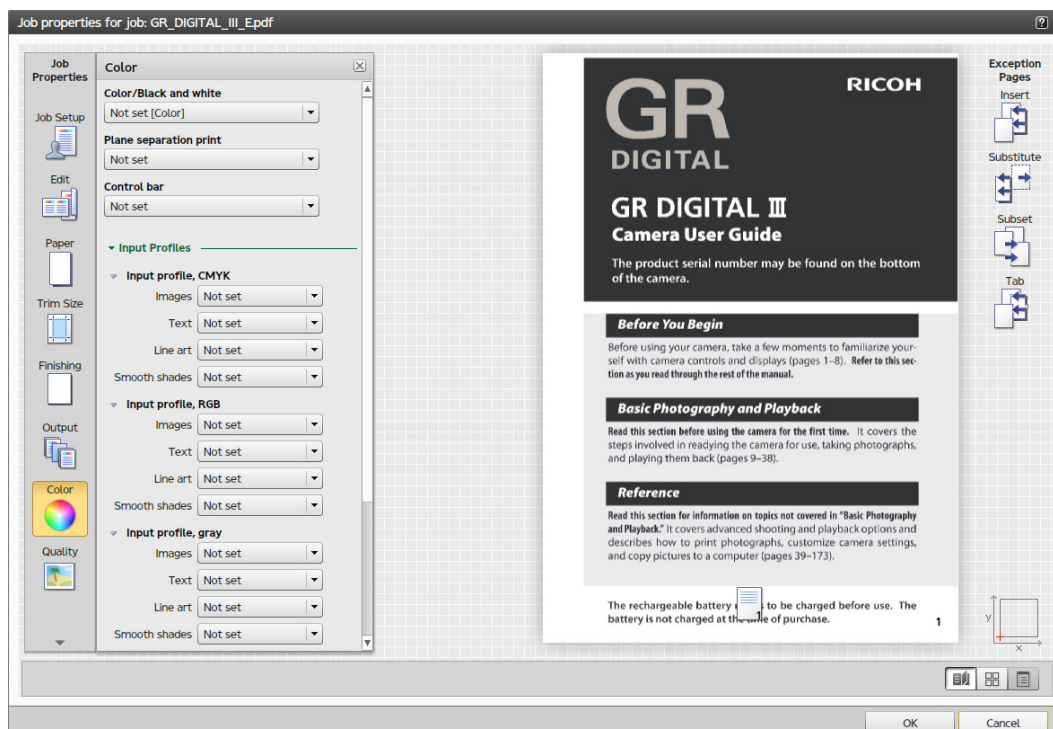 Job properties for job: GR_DIGITAL_III_E.pdf
?
Job
Properties
Job Setup
Edit
Paper
Trim Size
Finishing
Output
Color
Quality
Color
Color/Black and white
Not set [Color]
Plane separation print
Not set
Control bar
Not set
Input Profiles
Input profile, CMYK
Images Not set
Text Not set
Line art Not set
Smooth shades Not set
Input profile, RGB
Images Not set
Text Not set
Line art Not set
Smooth shades Not set
Input profile, gray
Images Not set
Text Not set
Line art Not set
Smooth shades Not set
RICOH
GR
DIGITAL
GR DIGITAL III
Camera User Guide
The product serial number may be found on the bottom
of the camera.
Before You Begin
Before using your camera, take a few moments to familiarize your-
self with camera controls and displays (pages 1–8). Refer to this sec-
tion as you read through the rest of the manual.
Basic Photography and Playback
Read this section before using the camera for the first time. It covers the
steps involved in readying the camera for use, taking photographs,
and playing them back (pages 9–38).
Reference
Read this section for information on topics not covered in "Basic Photography
and Playback." It covers advanced shooting and playback options and
describes how to print photographs, customize camera settings,
and copy pictures to a computer (pages 39–173).
The rechargeable battery to be charged before use. The
battery is not charged at the of purchase.
1
1
Exception
Pages
Insert
Substitute
Subset
Tab
y
x
OK
Cancel